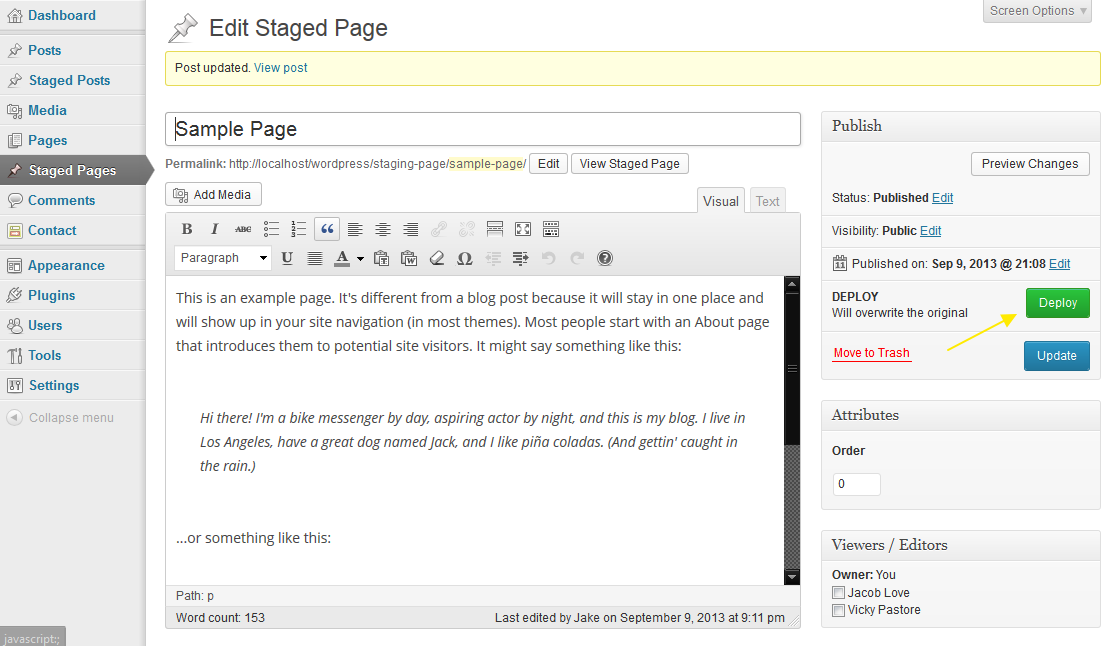 Dashboard
Posts
Staged Posts
Media
Pages
Staged Pages
Comments
Contact
Appearance
Plugins
Users
Tools
Settings
Collapse menu
javascript:;
Screen Options
Edit Staged Page
Post updated. View post
Sample Page
Permalink: http://localhost/wordpress/staging-page/sample-page/ Edit View Staged Page
Add Media
Visual Text
B I ABC
Paragraph U A
This is an example page. It's different from a blog post because it will stay in one place and
will show up in your site navigation (in most themes). Most people start with an About page
that introduces them to potential site visitors. It might say something like this:
Hi there! I'm a bike messenger by day, aspiring actor by night, and this is my blog. I live in
Los Angeles, have a great dog named Jack, and I like piña coladas. (And gettin' caught in
the rain.)
...or something like this:
Path: p
Word count: 153 Last edited by Jake on September 9, 2013 at 9:11 pm
Publish
Preview Changes
Status: Published Edit
Visibility: Public Edit
Published on: Sep 9, 2013 @ 21:08 Edit
DEPLOY
Will overwrite the original
Deploy
Move to Trash Update
Attributes
Order
0
Viewers / Editors
Owner: You
Jacob Love
Vicky Pastore